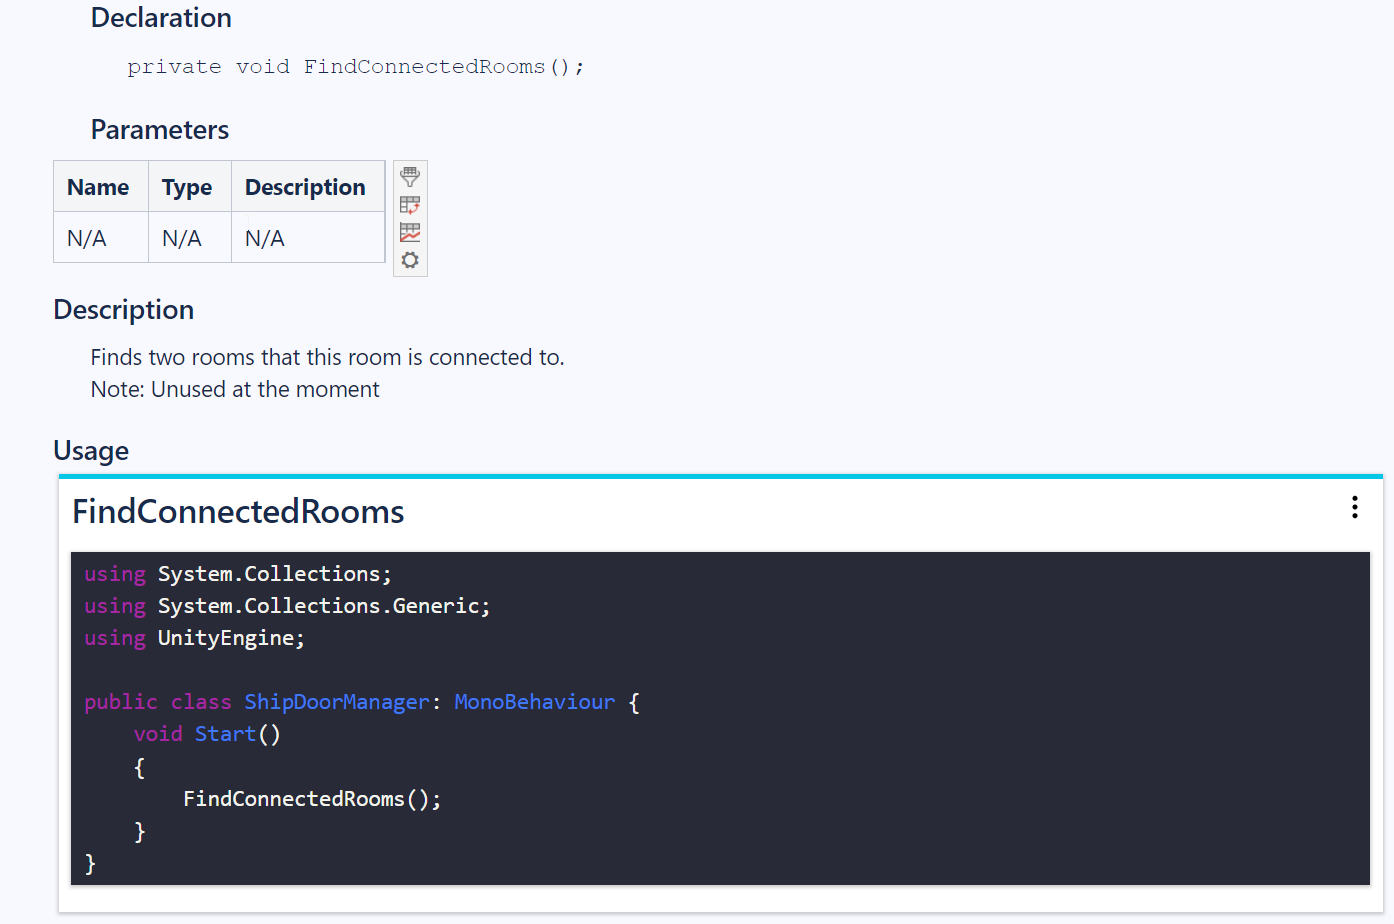 Declaration
private void FindConnectedRooms();
Parameters
Name Type Description
N/A N/A N/A
Description
Finds two rooms that this room is connected to.
Note: Unused at the moment
Usage
FindConnectedRooms
using System.Collections;
using System.Collections.Generic;
using UnityEngine;
public class ShipDoorManager: MonoBehaviour {
    void Start()
    {
        FindConnectedRooms();
    }
}